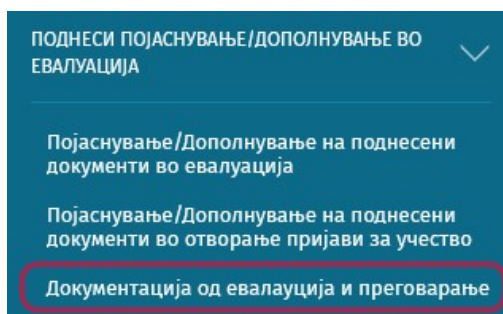 ПОДНЕСИ ПОЈАСНУВАЊЕ/ДОПОЛНУВАЊЕ ВО
ЕВАЛУАЦИЈА
Појаснување/Дополнување на поднесени
документи во евалуација
Појаснување/Дополнување на поднесени
документи во отворање пријави за учество
Документација од евалауција и преговарање